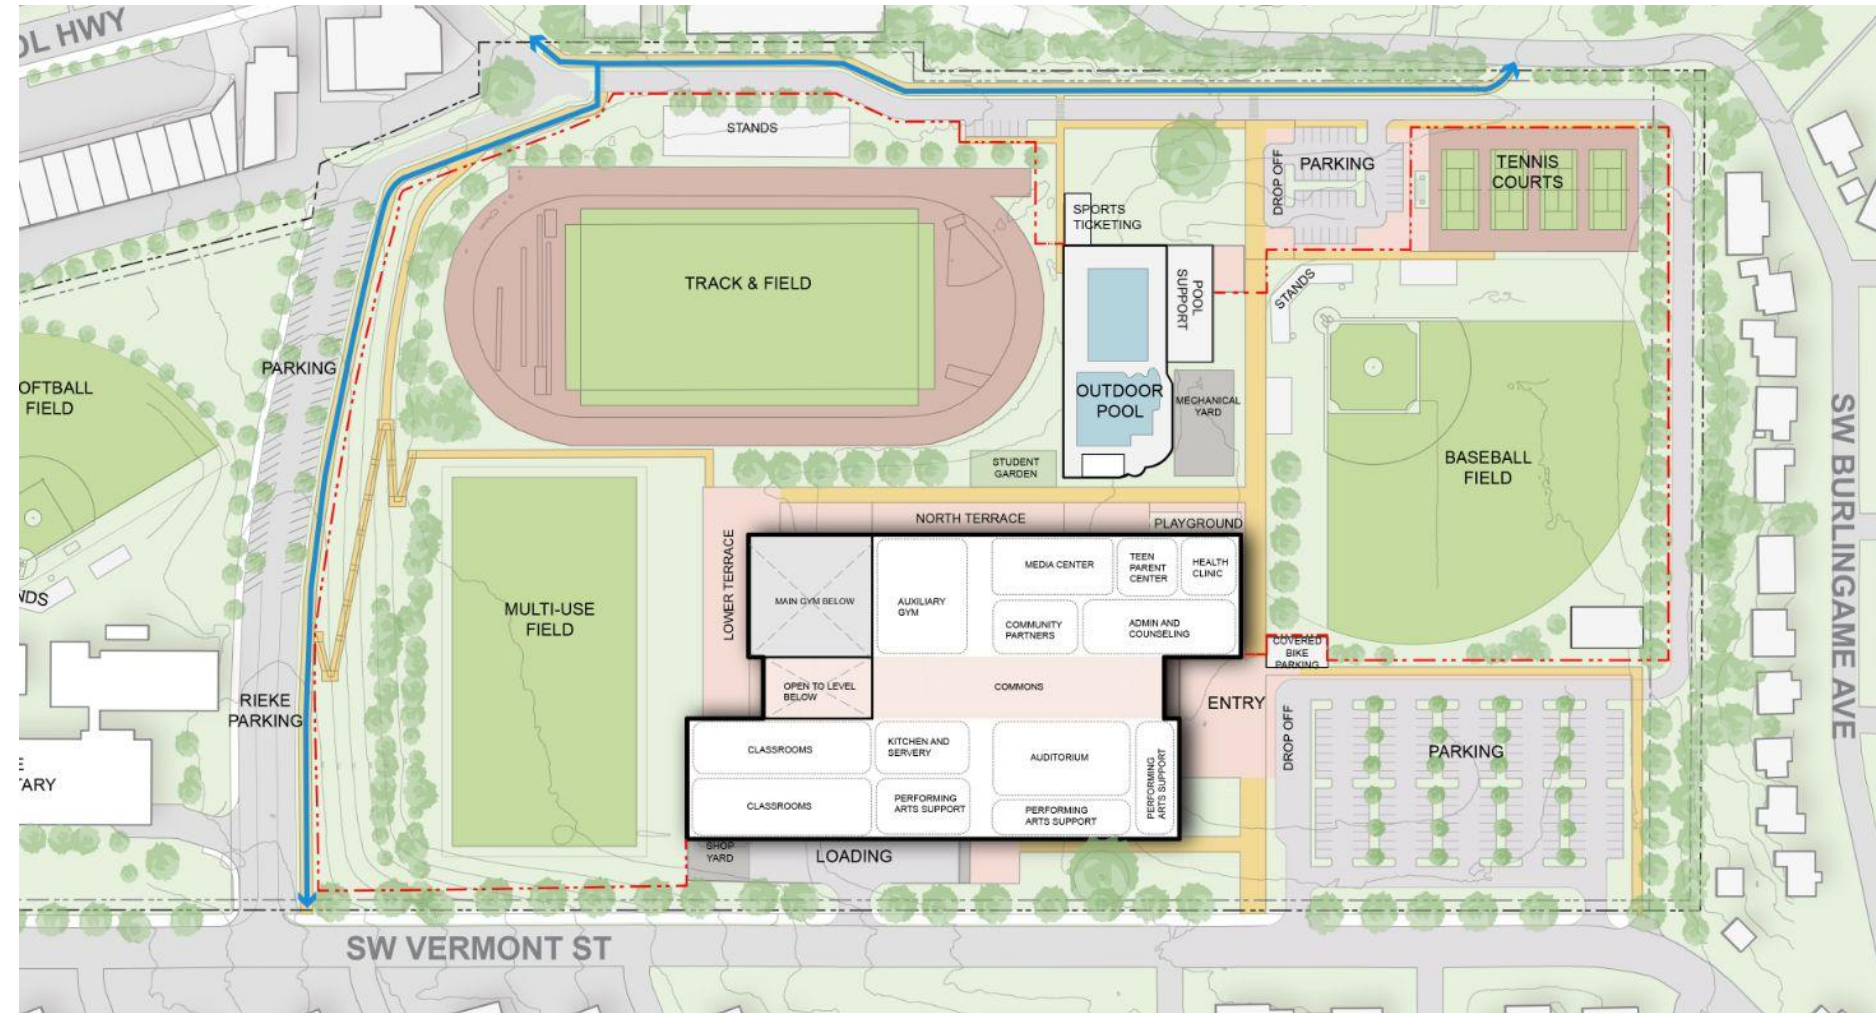 OL HWY
STANDS
PARKING
DROP OFF
TENNIS
COURTS
SPORTS
TICKETING
TRACK & FIELD
POOL
SUPPORT
STANDS
PARKING
OFTBALL
FIELD
OUTDOOR
POOL
MECHANICAL
YARD
SW BURLINGAME AVE
STUDENT
GARDEN
BASEBALL
FIELD
NORTH TERRACE
PLAYGROUND
LOWER TERRACE
MEDIA CENTER
TEEN
PARENT
CENTER
HEALTH
CLINIC
NDS
MULTI-USE
FIELD
MAIN GYM BELOW
AUXILIARY
GYM
COMMUNITY
PARTNERS
ADMIN AND
COUNSELING
COVERED
BIKE
PARKING
OPEN TO LEVEL
BELOW
COMMONS
RIEKE
PARKING
ENTRY
DROP OFF
CLASSROOMS
KITCHEN AND
SERVERY
AUDITORIUM
PERFORMING
ARTS SUPPORT
PARKING
E
TARY
CLASSROOMS
PERFORMING
ARTS SUPPORT
PERFORMING
ARTS SUPPORT
SHOP
YARD
LOADING
SW VERMONT ST